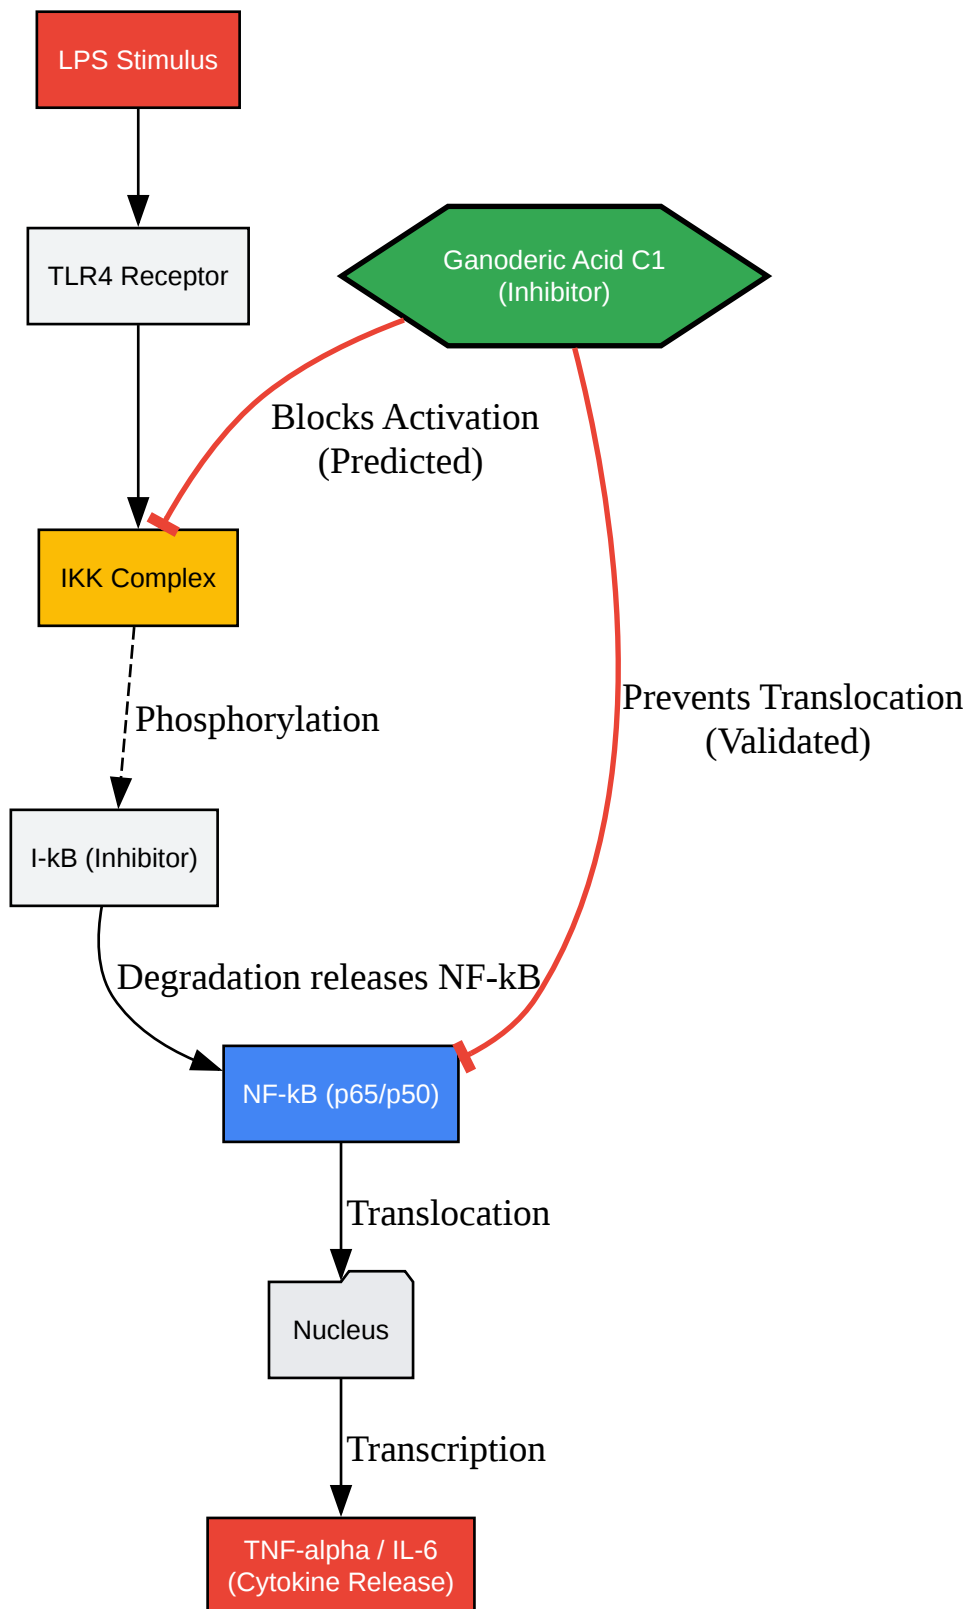 LPS Stimulus
TLR4 Receptor
Ganoderic Acid C1
(Inhibitor)
Blocks Activation
(Predicted)
IKK Complex
Prevents Translocation
(Validated)
Phosphorylation
I-kB (Inhibitor)
Degradation releases NF-kB
NF-kB (p65/p50)
Translocation
Nucleus
Transcription
TNF-alpha / IL-6
(Cytokine Release)